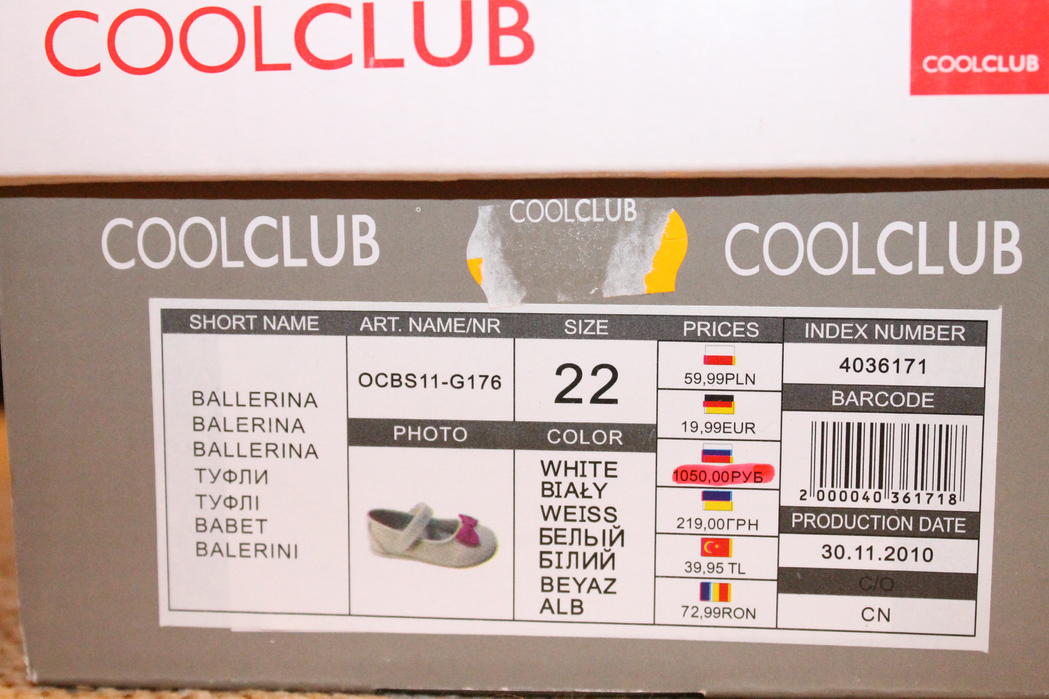 COOLCLUB
COOLCLUB
COOLCLUB
COOLCLUB
COOLCLUB
SHORT NAME
BALLERINA
BALERINA
BALLERINA
ТУФЛИ
ТУФЛІ
BABET
BALERINI
ART. NAME/NR
OCBS11-G176
PHOTO
SIZE
22
COLOR
WHITE
BIAŁY
WEISS
БЕЛЫЙ
БІЛИЙ
BEYAZ
ALB
PRICES
59,99PLN
19,99EUR
1050,00РУБ
219,00ГРН
39,95 TL
72,99RON
INDEX NUMBER
4036171
BARCODE
2 000040 361718
PRODUCTION DATE
30.11.2010
C/O
CN